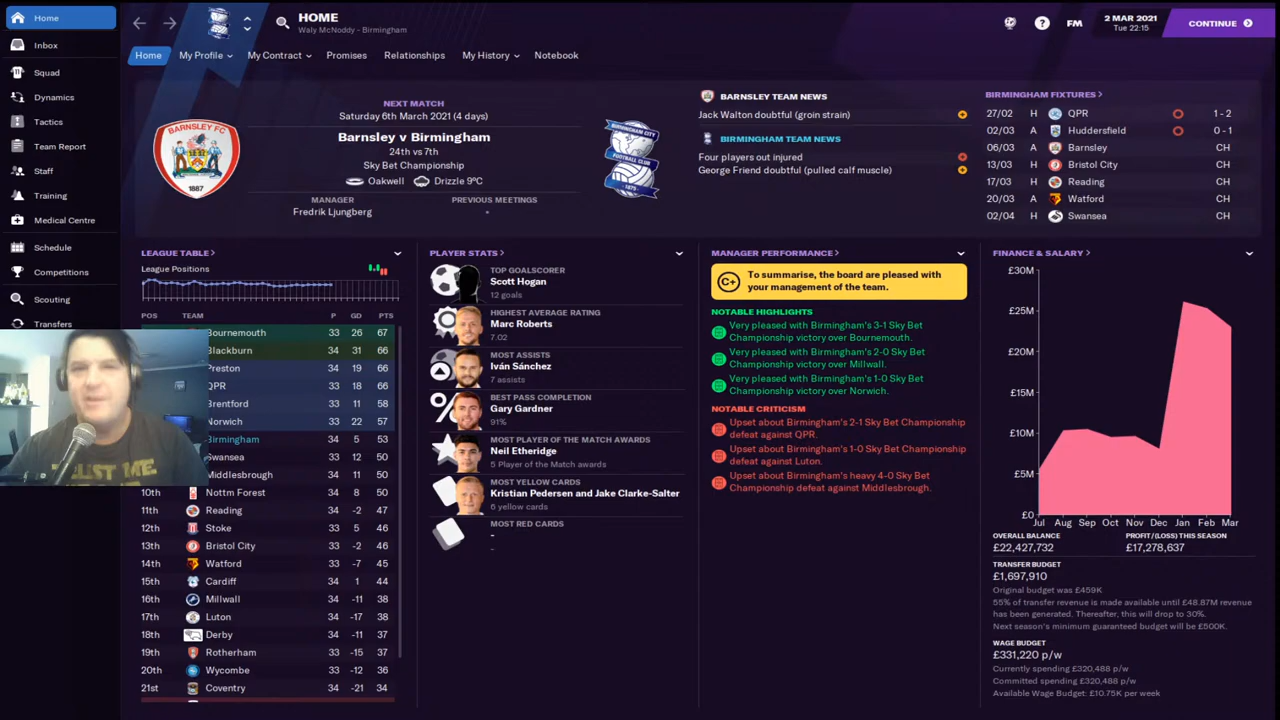 Home
HOME
Waly McNoddy - Birmingham
FM
2 MAR 2021
Tue 22:15
CONTINUE
Inbox
Squad
Dynamics
Tactics
Team Report
Staff
Training
Medical Centre
Schedule
Competitions
Scouting
Transfers
Home
My Profile
My Contract
Promises
Relationships
My History
Notebook
BARNSLEY FC
1887
NEXT MATCH
Saturday 6th March 2021 (4 days)
Barnsley v Birmingham
24th vs 7th
Sky Bet Championship
Oakwell
Drizzle 9ºC
MANAGER
Fredrik Ljungberg
PREVIOUS MEETINGS
-
BIRMINGHAM CITY
FOOTBALL CLUB
1875
BARNSLEY TEAM NEWS
Jack Walton doubtful (groin strain)
BIRMINGHAM TEAM NEWS
Four players out injured
George Friend doubtful (pulled calf muscle)
BIRMINGHAM FIXTURES >
27/02 H QPR 1 - 2
02/03 A Huddersfield 0 - 1
06/03 A Barnsley CH
13/03 H Bristol City CH
17/03 H Reading CH
20/03 A Watford CH
02/04 H Swansea CH
LEAGUE TABLE >
League Positions
POS TEAM P GD PTS
Bournemouth 33 26 67
Blackburn 34 31 66
Preston 34 19 66
QPR 33 18 66
Brentford 33 11 58
Norwich 33 22 57
Birmingham 34 5 53
Swansea 33 12 50
Middlesbrough 34 11 50
10th Nottm Forest 34 8 50
11th Reading 34 -2 47
12th Stoke 33 5 46
13th Bristol City 33 -2 46
14th Watford 33 -7 45
15th Cardiff 34 1 44
16th Millwall 34 -11 38
17th Luton 34 -17 38
18th Derby 34 -11 37
19th Rotherham 33 -15 37
20th Wycombe 33 -12 36
21st Coventry 34 -21 34
PLAYER STATS >
TOP GOALSCORER
Scott Hogan
12 goals
HIGHEST AVERAGE RATING
Marc Roberts
7.02
MOST ASSISTS
Iván Sánchez
7 assists
BEST PASS COMPLETION
Gary Gardner
91%
MOST PLAYER OF THE MATCH AWARDS
Neil Etheridge
5 Player of the Match awards
MOST YELLOW CARDS
Kristian Pedersen and Jake Clarke-Salter
6 yellow cards
MOST RED CARDS
-
-
MANAGER PERFORMANCE >
C+
To summarise, the board are pleased with
your management of the team.
NOTABLE HIGHLIGHTS
Very pleased with Birmingham's 3-1 Sky Bet
Championship victory over Bournemouth.
Very pleased with Birmingham's 2-0 Sky Bet
Championship victory over Millwall.
Very pleased with Birmingham's 1-0 Sky Bet
Championship victory over Norwich.
NOTABLE CRITICISM
Upset about Birmingham's 2-1 Sky Bet Championship
defeat against QPR.
Upset about Birmingham's 1-0 Sky Bet Championship
defeat against Luton.
Upset about Birmingham's heavy 4-0 Sky Bet
Championship defeat against Middlesbrough.
FINANCE & SALARY >
£30M
£25M
£20M
£15M
£10M
£5M
£0
Jul Aug Sep Oct Nov Dec Jan Feb Mar
OVERALL BALANCE
£22,427,732
PROFIT/(LOSS) THIS SEASON
£17,278,637
TRANSFER BUDGET
£1,697,910
Original budget was £459K
55% of transfer revenue is made available until £48.87M revenue
has been generated. Thereafter, this will drop to 30%.
Next season's minimum guaranteed budget will be £500K.
WAGE BUDGET
£331,220 p/w
Currently spending £320,488 p/w
Committed spending £320,488 p/w
Available Wage Budget: £10.75K per week